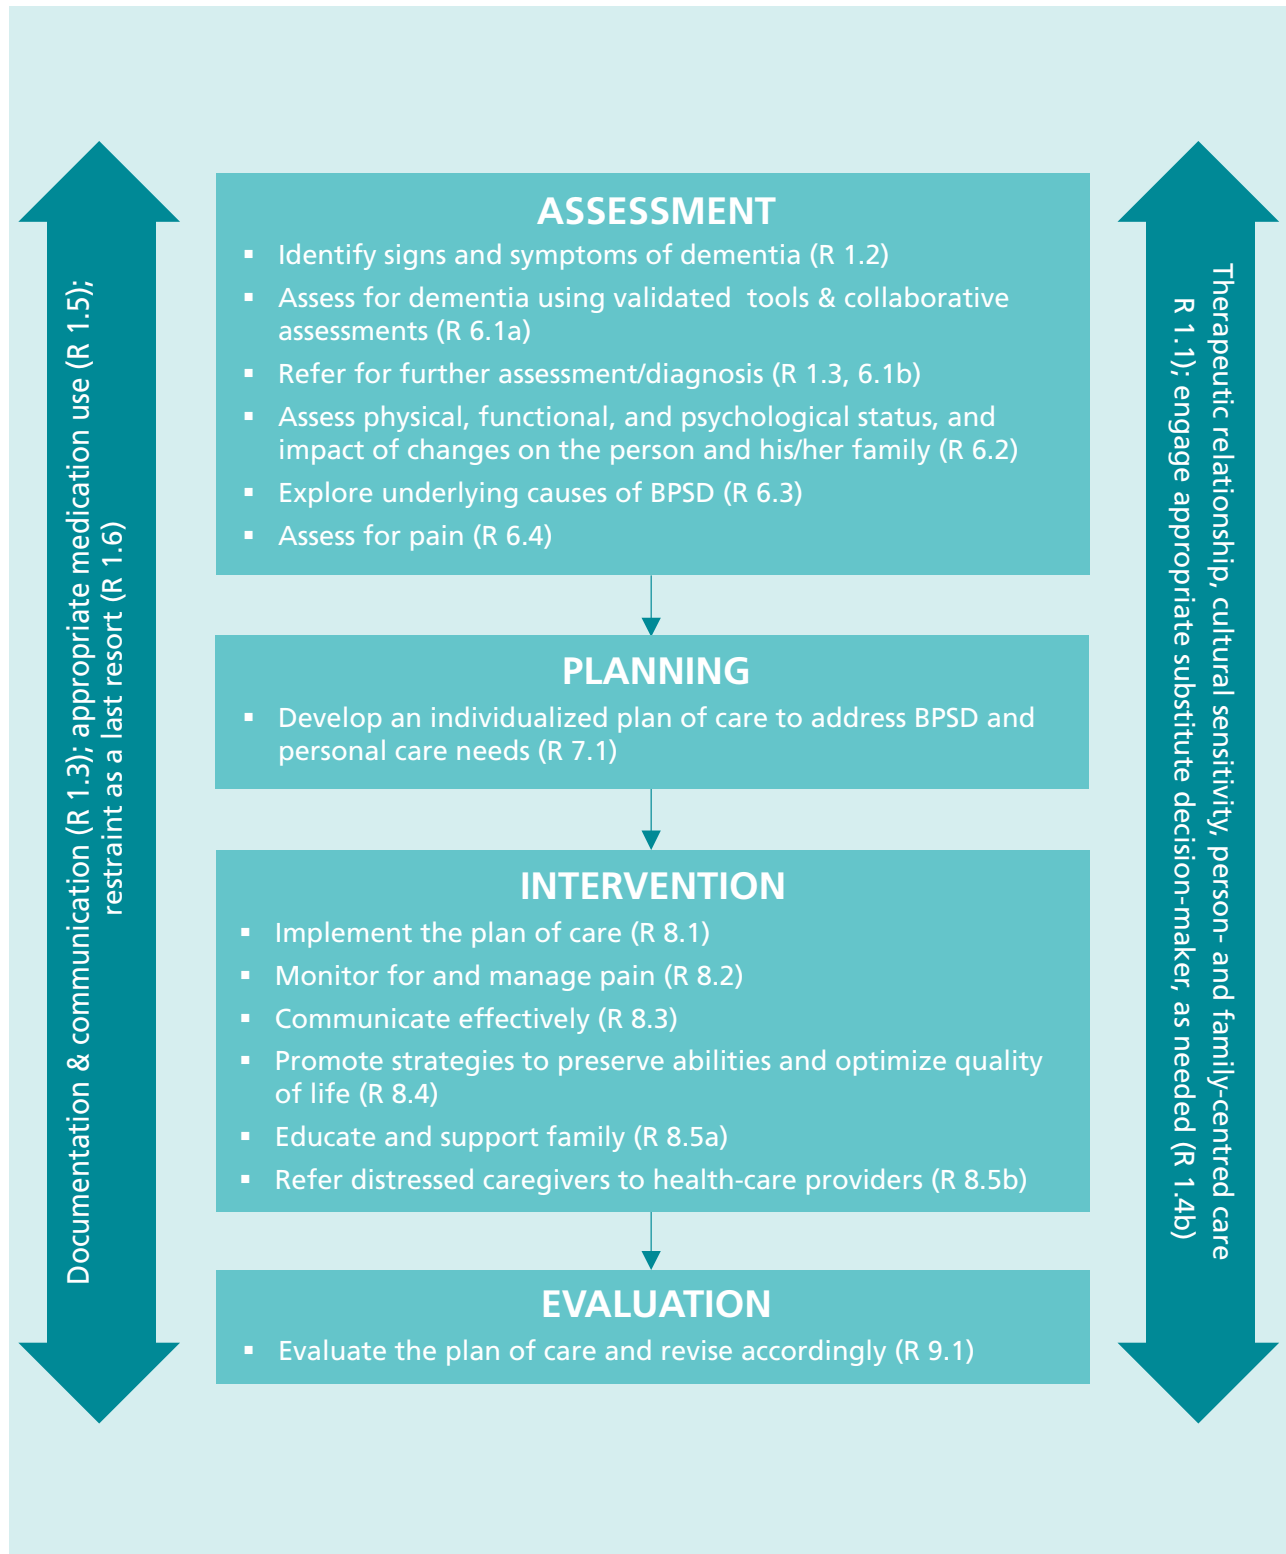 Documentation & communication (R 1.3); appropriate medication use (R 1.5);
restraint as a last resort (R 1.6)
ASSESSMENT
▪ Identify signs and symptoms of dementia (R 1.2)
▪ Assess for dementia using validated  tools & collaborative
assessments (R 6.1a)
▪ Refer for further assessment/diagnosis (R 1.3, 6.1b)
▪ Assess physical, functional, and psychological status, and
impact of changes on the person and his/her family (R 6.2)
▪ Explore underlying causes of BPSD (R 6.3)
▪ Assess for pain (R 6.4)
PLANNING
▪ Develop an individualized plan of care to address BPSD and
personal care needs (R 7.1)
INTERVENTION
▪ Implement the plan of care (R 8.1)
▪ Monitor for and manage pain (R 8.2)
▪ Communicate effectively (R 8.3)
▪ Promote strategies to preserve abilities and optimize quality
of life (R 8.4)
▪ Educate and support family (R 8.5a)
▪ Refer distressed caregivers to health-care providers (R 8.5b)
EVALUATION
▪ Evaluate the plan of care and revise accordingly (R 9.1)
Therapeutic relationship, cultural sensitivity, person- and family-centred care
R 1.1); engage appropriate substitute decision-maker, as needed (R 1.4b)